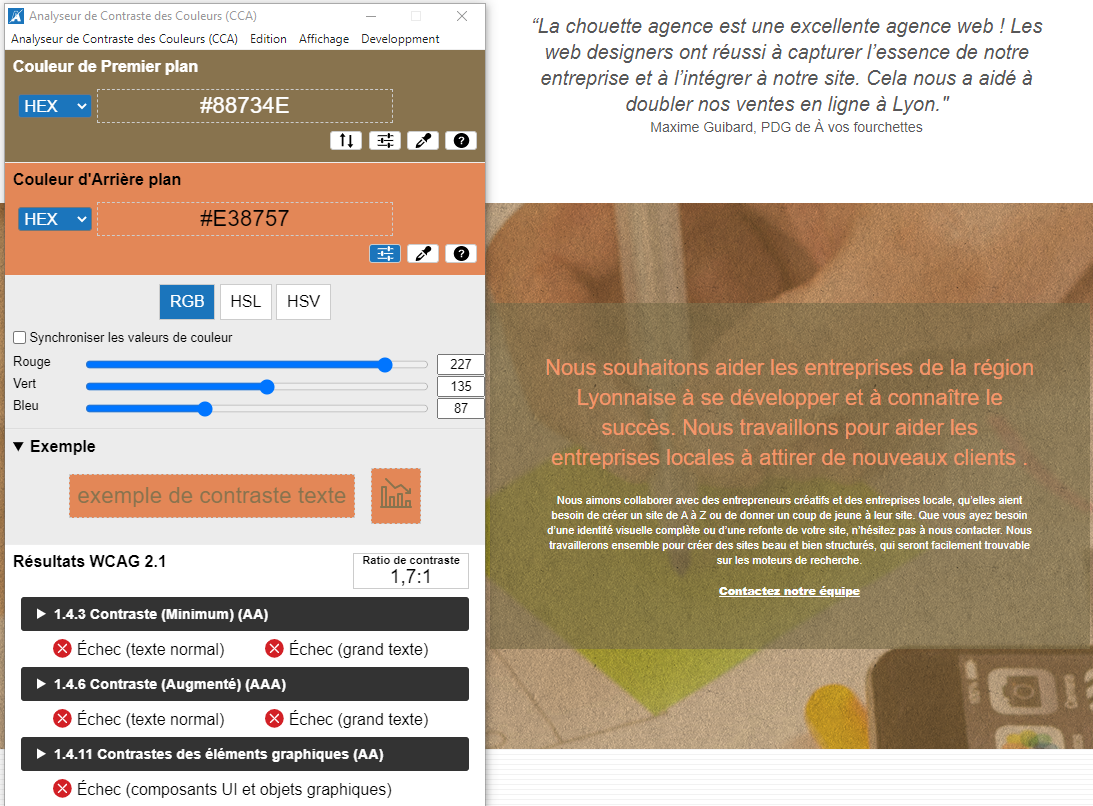 Analyseur de Contraste des Couleurs (CCA)
Analyseur de Contraste des Couleurs (CCA) Edition Affichage Developpment
Couleur de Premier plan
HEX #88734E
Couleur d'Arrière plan
HEX #E38757
RGB HSL HSV
Synchroniser les valeurs de couleur
Rouge 227
Vert 135
Bleu 87
Exemple
exemple de contraste texte
Résultats WCAG 2.1
Ratio de contraste
1,7:1
1.4.3 Contraste (Minimum) (AA)
Échec (texte normal) Échec (grand texte)
1.4.6 Contraste (Augmenté) (AAA)
Échec (texte normal) Échec (grand texte)
1.4.11 Contrastes des éléments graphiques (AA)
Échec (composants UI et objets graphiques)
“La chouette agence est une excellente agence web ! Les
web designers ont réussi à capturer l’essence de notre
entreprise et à l’intégrer à notre site. Cela nous a aidé à
doubler nos ventes en ligne à Lyon."
Maxime Guibard, PDG de À vos fourchettes
Nous souhaitons aider les entreprises de la région
Lyonnaise à se développer et à connaître le
succès. Nous travaillons pour aider les
entreprises locales à attirer de nouveaux clients .
Nous aimons collaborer avec des entrepreneurs créatifs et des entreprises locale, qu’elles aient
besoin de créer un site de A à Z ou de donner un coup de jeune à leur site. Que vous ayez besoin
d’une identité visuelle complète ou d’une refonte de votre site, n’hésitez pas à nous contacter. Nous
travaillerons ensemble pour créer des sites beau et bien structurés, qui seront facilement trouvable
sur les moteurs de recherche.
Contactez notre équipe